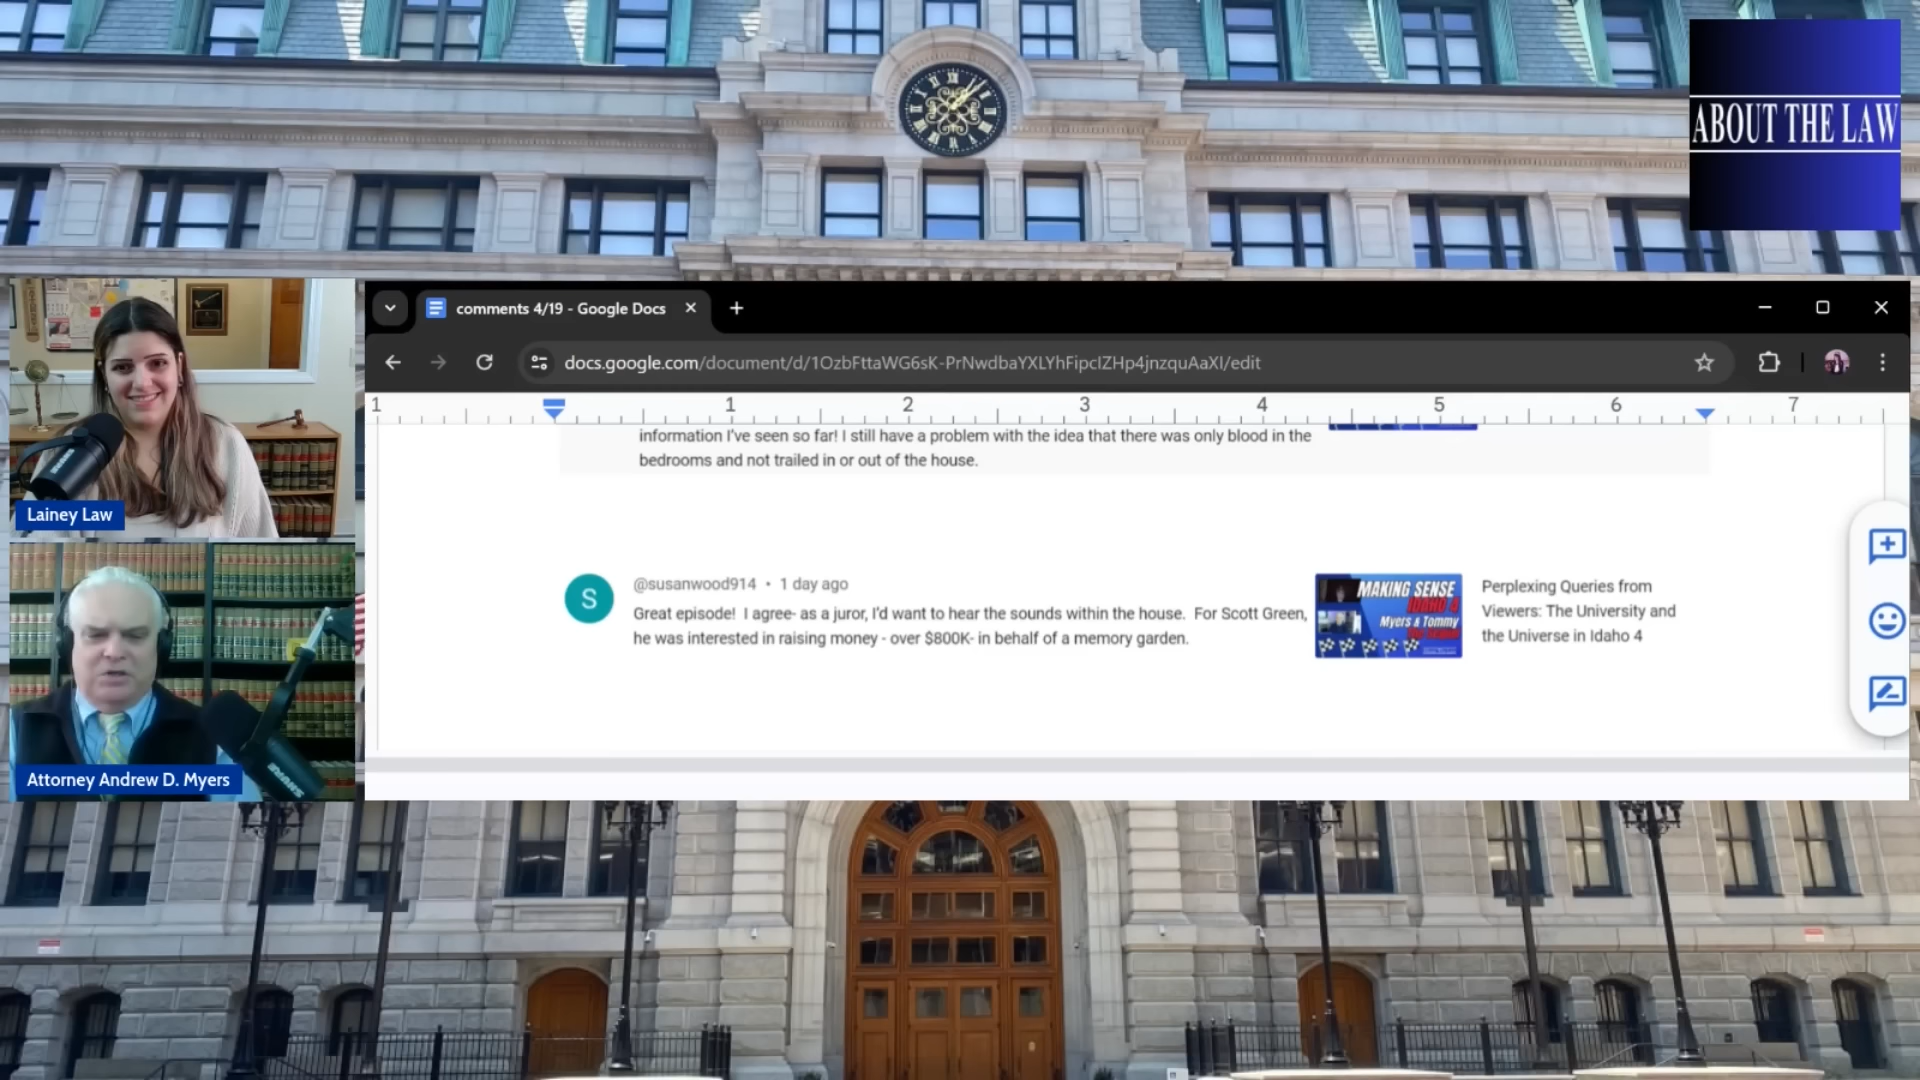 ABOUT THE LAW
comments 4/19 - Google Docs
docs.google.com/document/d/1OzbFttaWG6sK-PrNwdbaYXLYhFipcIZHp4jnzquAaXI/edit
1 1 2 3 4 5 6 7
information I've seen so far! I still have a problem with the idea that there was only blood in the
bedrooms and not trailed in or out of the house.
S
@susanwood914 • 1 day ago
Great episode! I agree- as a juror, I'd want to hear the sounds within the house. For Scott Green,
he was interested in raising money - over $800K- in behalf of a memory garden.
MAKING SENSE
IDAHO 4
Myers & Tommy
Perplexing Queries from
Viewers: The University and
the Universe in Idaho 4
Lainey Law
Attorney Andrew D. Myers